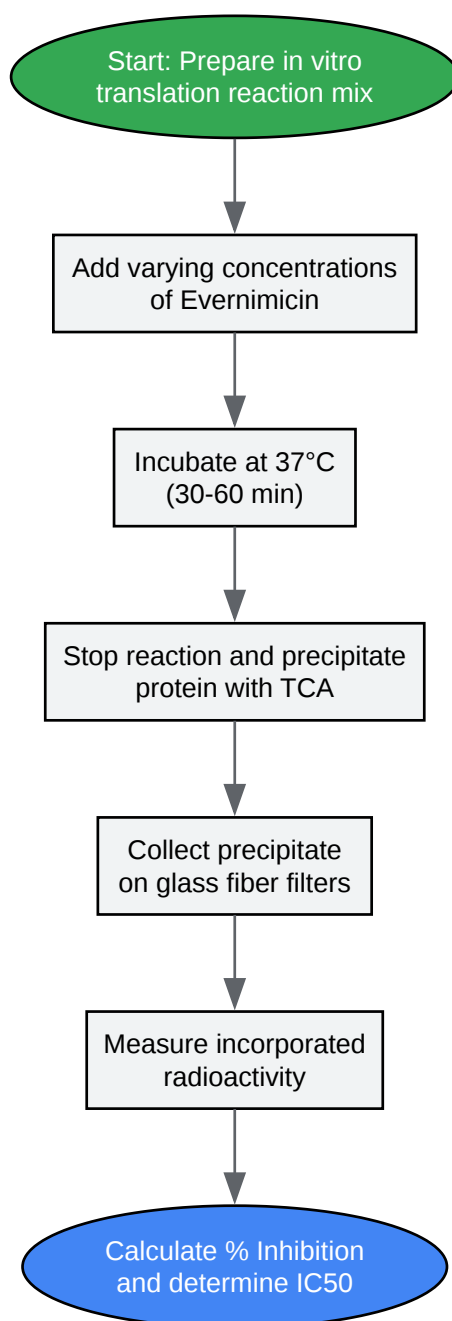 Start: Prepare in vitro
translation reaction mix
Add varying concentrations
of Evernimicin
Incubate at 37°C
(30-60 min)
Stop reaction and precipitate
protein with TCA
Collect precipitate
on glass fiber filters
Measure incorporated
radioactivity
Calculate % Inhibition
and determine IC50